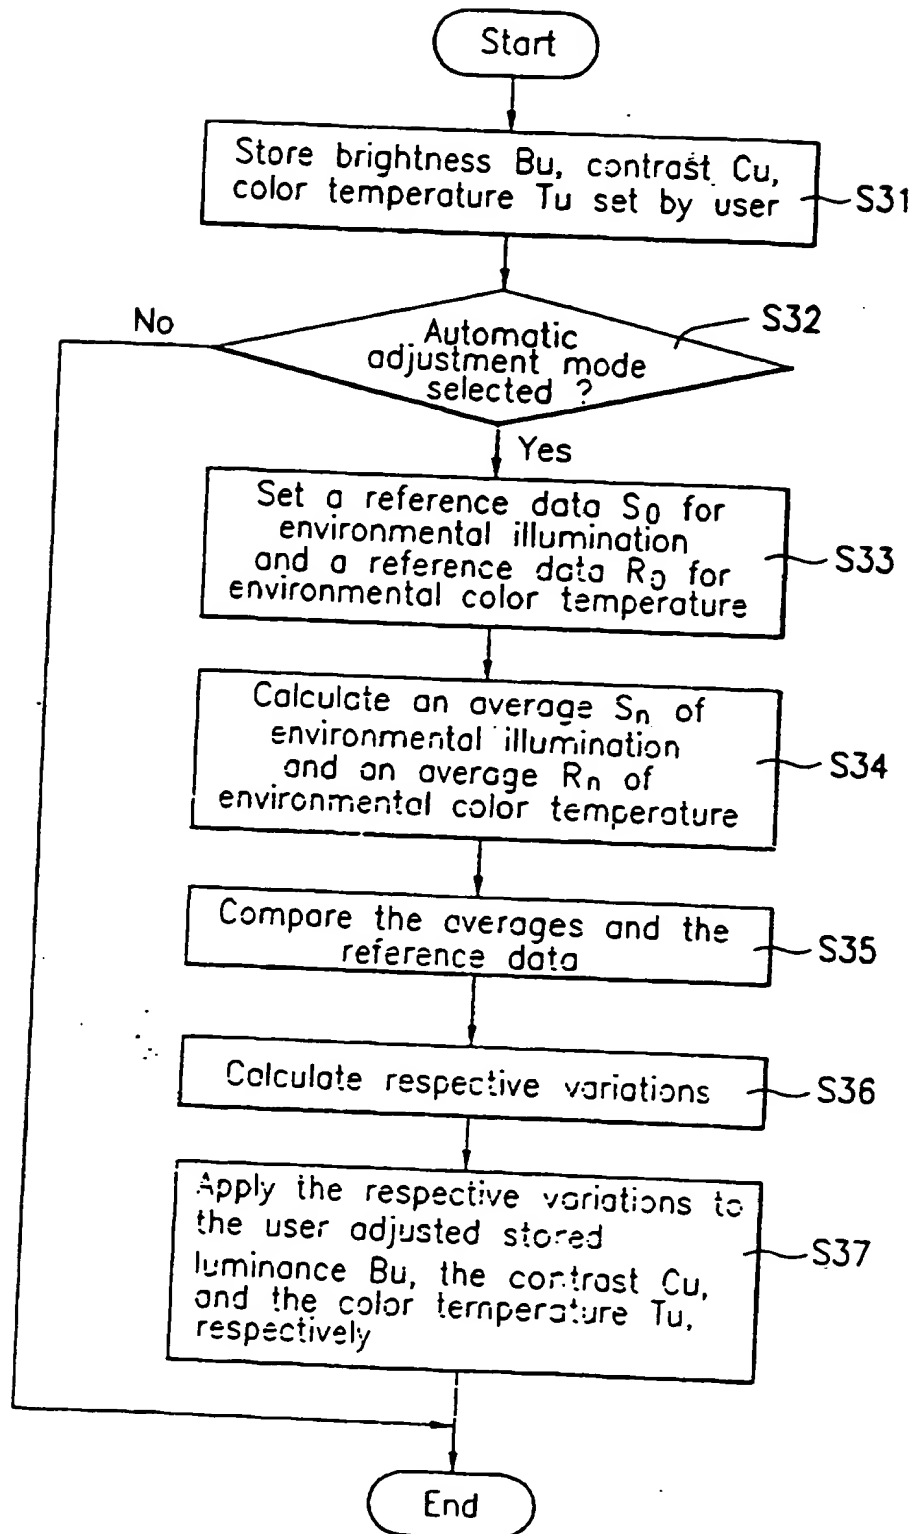 Start
Store brightness Bu, contrast Cu,
color temperature Tu set by user
S31
No
S32
Automatic
adjustment mode
selected ?
Yes
Set a reference data S0 for
environmental illumination
and a reference data R0 for
environmental color temperature
S33
Calculate an average Sn of
environmental illumination
and an average Rn of
environmental color temperature
S34
Compare the averages and the
reference data
S35
Calculate respective variations
S36
Apply the respective variations to
the user adjusted stored
luminance Bu, the contrast Cu,
and the color temperature Tu,
respectively
S37
End